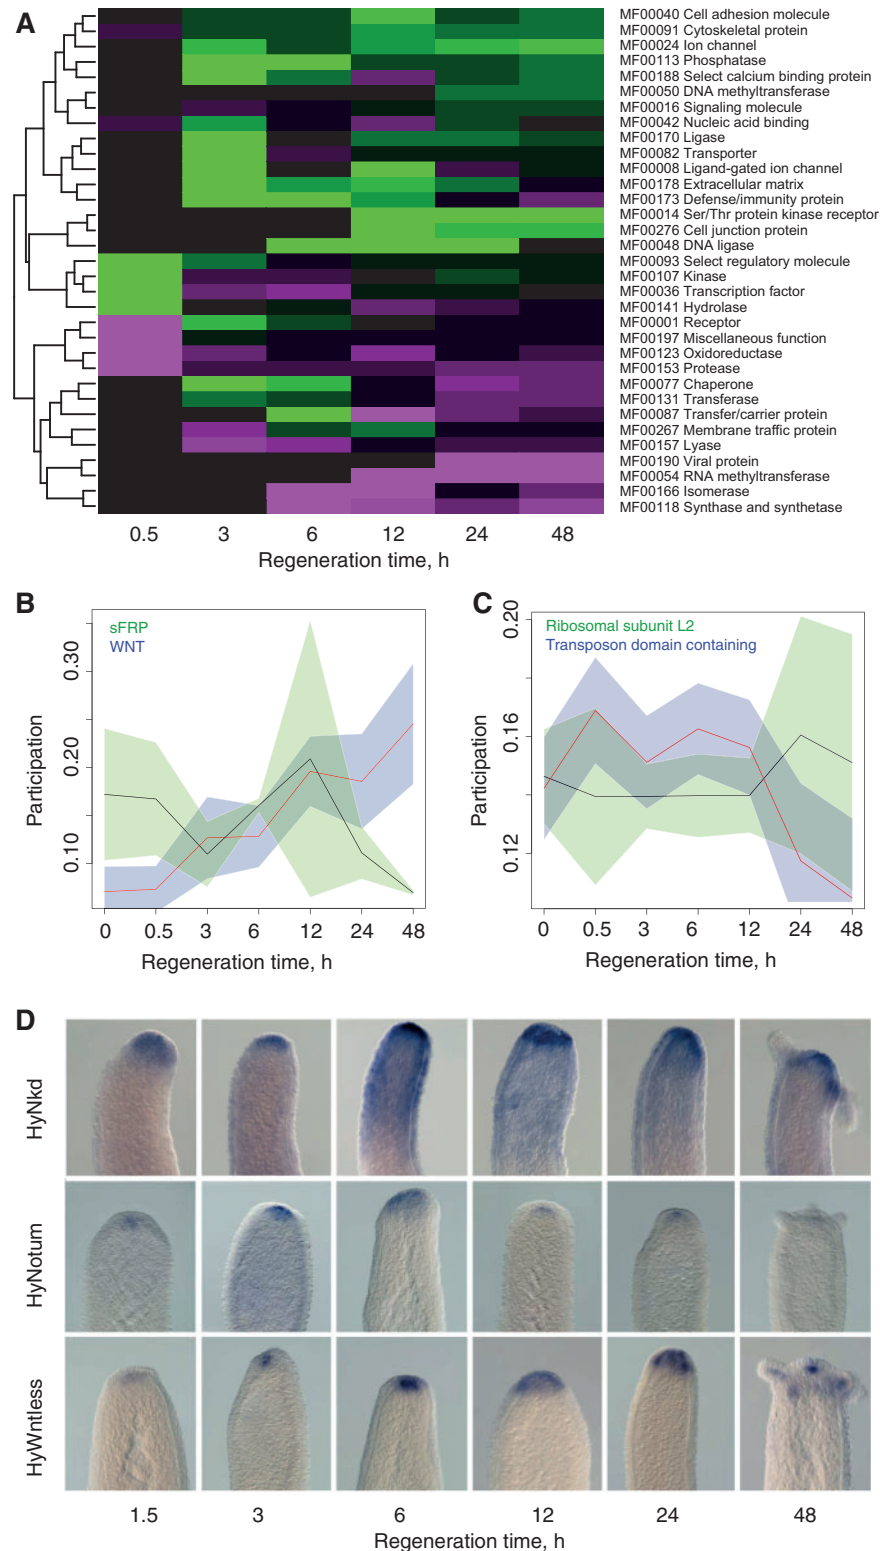 A
MF00040 Cell adhesion molecule
MF00091 Cytoskeletal protein
MF00024 Ion channel
MF00113 Phosphatase
MF00188 Select calcium binding protein
MF00050 DNA methyltransferase
MF00016 Signaling molecule
MF00042 Nucleic acid binding
MF00170 Ligase
MF00082 Transporter
MF00008 Ligand-gated ion channel
MF00178 Extracellular matrix
MF00173 Defense/immunity protein
MF00014 Ser/Thr protein kinase receptor
MF00276 Cell junction protein
MF00048 DNA ligase
MF00093 Select regulatory molecule
MF00107 Kinase
MF00036 Transcription factor
MF00141 Hydrolase
MF00001 Receptor
MF00197 Miscellaneous function
MF00123 Oxidoreductase
MF00153 Protease
MF00077 Chaperone
MF00131 Transferase
MF00087 Transfer/carrier protein
MF00267 Membrane traffic protein
MF00157 Lyase
MF00190 Viral protein
MF00054 RNA methyltransferase
MF00166 Isomerase
MF00118 Synthase and synthetase
0.5 3 6 12 24 48
Regeneration time, h
B
sFRP
WNT
Participation
0.30
0.20
0.10
0 0.5 3 6 12 24 48
Regeneration time, h
C
Ribosomal subunit L2
Transposon domain containing
Participation
0.20
0.16
0.12
0 0.5 3 6 12 24 48
Regeneration time, h
D
HyNkd
HyNotum
HyWntless
1.5 3 6 12 24 48
Regeneration time, h